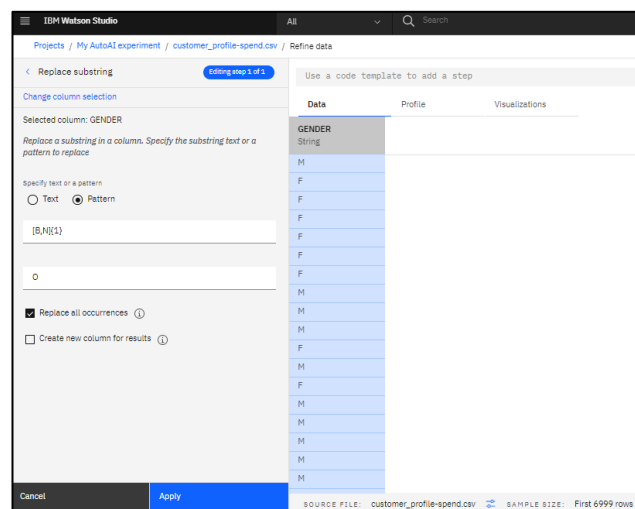 IBM Watson Studio
All
Search
Projects / My AutoAI experiment / customer_profile-spend.csv / Refine data
Replace substring
Editing step 1 of 1
Change column selection
Selected column: GENDER
Replace a substring in a column. Specify the substring text or a
pattern to replace
Specify text or a pattern
Text
Pattern
[B,N]{1}
O
Replace all occurrences
Create new column for results
Cancel
Apply
Use a code template to add a step
Data
Profile
Visualizations
GENDER
String
M
F
F
F
F
F
F
M
M
M
F
M
F
M
M
M
M
M
SOURCE FILE: customer_profile-spend.csv
SAMPLE SIZE: First 6999 rows